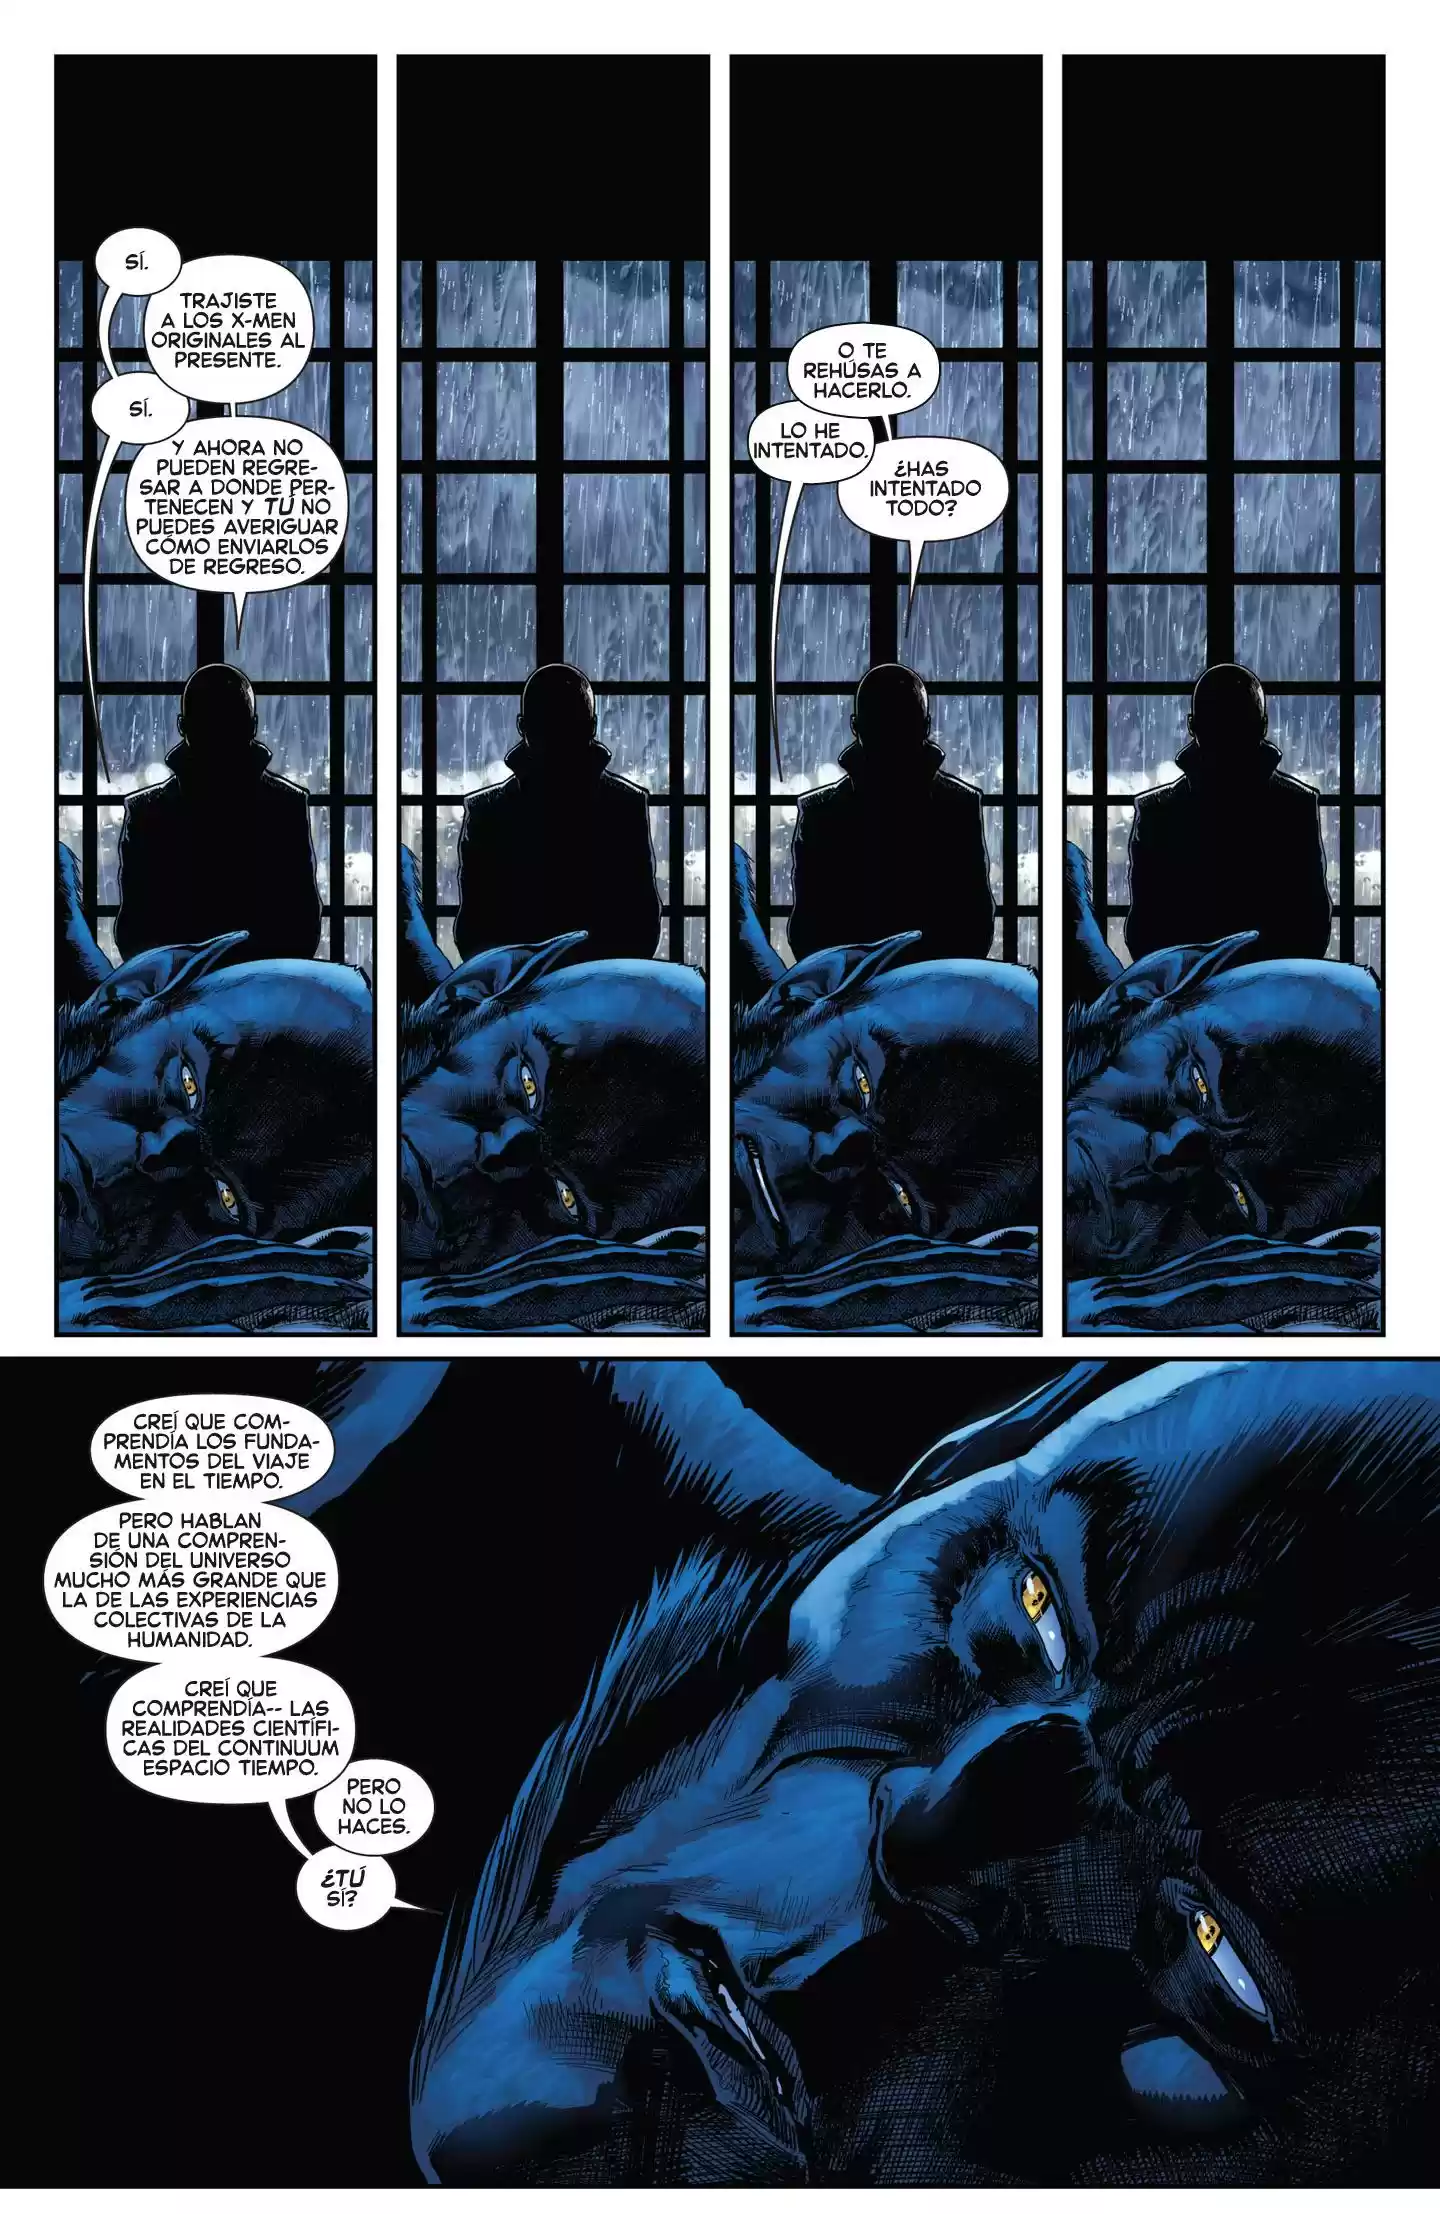 SÍ.
TRAJISTE
A LOS X-MEN
ORIGINALES AL
PRESENTE.
SÍ.
Y AHORA NO
PUEDEN REGRE-
SAR A DONDE PER-
TENECEN Y TÚ NO
PUEDES AVERIGUAR
CÓMO ENVIARLOS
DE REGRESO.
O TE
REHÚSAS A
HACERLO.
LO HE
INTENTADO.
¿HAS
INTENTADO
TODO?
CREÍ QUE COM-
PRENDÍA LOS FUNDA-
MENTOS DEL VIAJE
EN EL TIEMPO.
PERO HABLAN
DE UNA COMPREN-
SIÓN DEL UNIVERSO
MUCHO MÁS GRANDE QUE
LA DE LAS EXPERIENCIAS
COLECTIVAS DE LA
HUMANIDAD.
CREÍ QUE
COMPRENDÍA-- LAS
REALIDADES CIENTÍFI-
CAS DEL CONTINUUM
ESPACIO TIEMPO.
PERO
NO LO
HACES.
¿TÚ
SÍ?